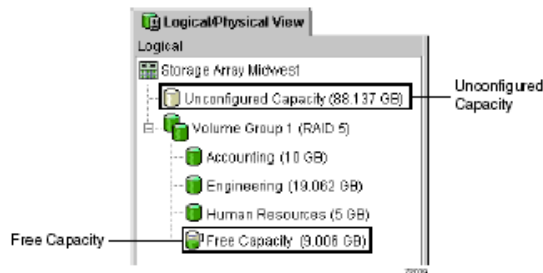 Logical/Physical View
Logical
Storage Array Midwest
Unconfigured Capacity (88.137 GB)
Unconfigured
Capacity
Volume Group 1 (RAID 5)
Accounting (10 GB)
Engineering (19.062 GB)
Human Resources (5 GB)
Free Capacity
Free Capacity (9.006 GB)